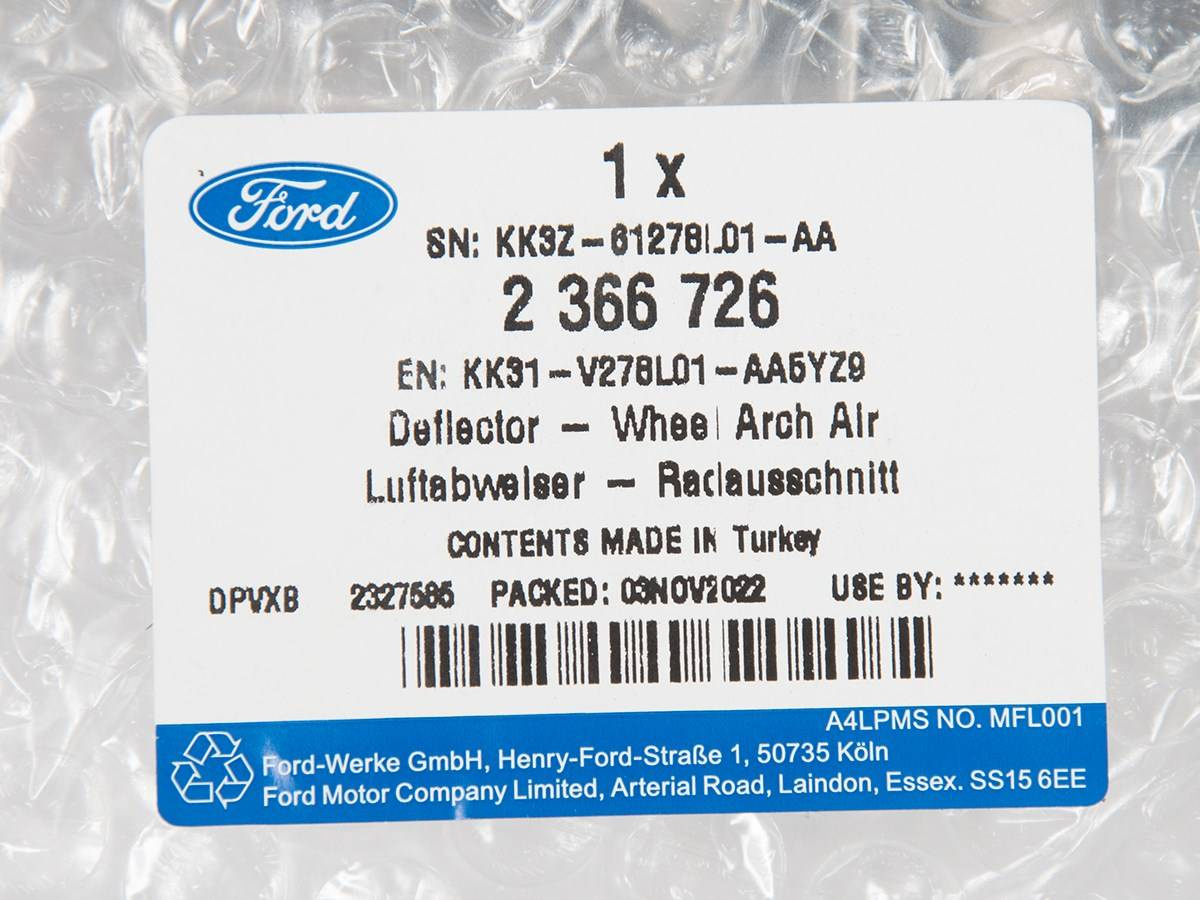 Ford
1 x
SN: KK3Z-61278L01-AA
2 366 726
EN: KK31-V278L01-AA5YZ9
Deflector - Wheel Arch Air
Luftabweiser - Radausschnitt
CONTENTS MADE IN Turkey
DPVXB 2327585 PACKED: 03NOV2022 USE BY: *******
A4LPMS NO. MFL001
Ford-Werke GmbH, Henry-Ford-Straße 1, 50735 Köln
Ford Motor Company Limited, Arterial Road, Laindon, Essex. SS15 6EE